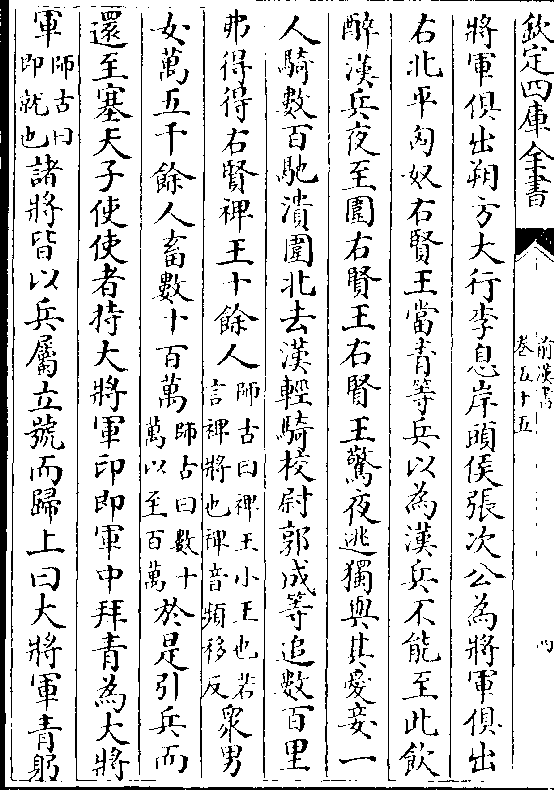 欽定四庫全書
前漢書
卷五十五
四
將軍俱出朔方大行李息岸頭侯張次公為將軍俱出
右北平匈奴右賢王當青等兵以為漢兵不能至此飲
醉漢兵夜至圍右賢王右賢王驚夜逃獨與其愛妾一
人騎數百馳潰圍北去漢輕騎校尉郭成等追數百里
弗得得右賢裨王十餘人師古曰裨王小王也若信裨將也裨音頻移反衆男
女萬五千餘人畜數十百萬師古曰數十萬以至百萬於是引兵而
還至塞天子使使者持大將軍印即軍中拜青為大將
軍師古曰即就也諸將皆以兵屬立號而歸上曰大將軍青躬